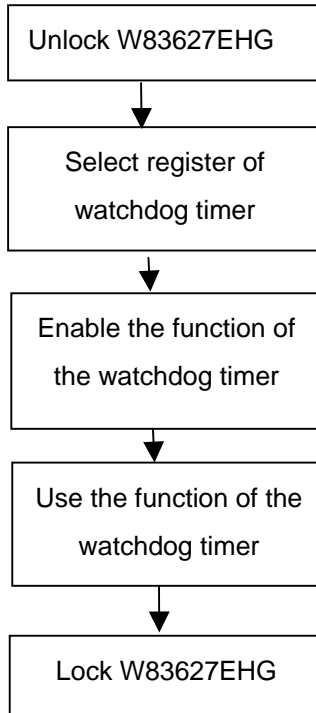 Unlock W83627EHG
Select register of
watchdog timer
Enable the function of
the watchdog timer
Use the function of the
watchdog timer
Lock W83627EHG